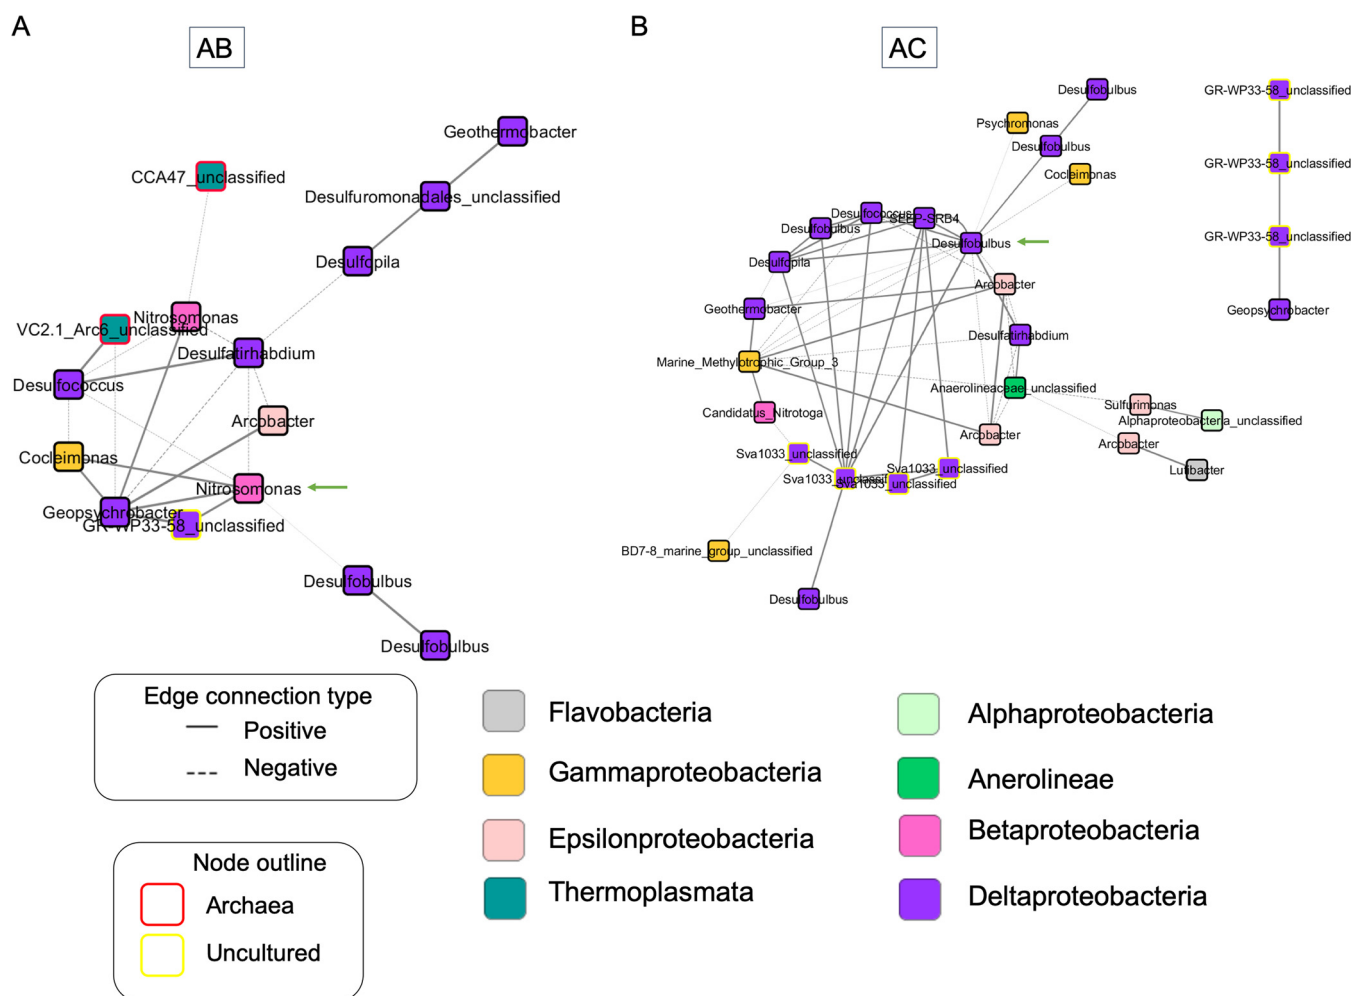 A
AB
Geothermobacter
CCA47_unclassified
Desulfuromonadales_unclassified
Desulfopila
Nitrosomonas
VC2.1_Arc6_unclassified
Desulfatirhabdium
Desulfococcus
Arcobacter
Cocleimonas
Nitrosomonas
Geopsychrobacter
GR-WP33-58_unclassified
Desulfobulbus
Desulfobulbus
B
AC
Desulfobulbus
GR-WP33-58_unclassified
Psychromonas
Desulfobulbus
GR-WP33-58_unclassified
Cocleimonas
Desulfococcus
SEEP-SRB4
Desulfobulbus
GR-WP33-58_unclassified
Desulfobulbus
Desulfopila
Arcobacter
Geothermobacter
Geopsychrobacter
Desulfatirhabdium
Marine_Methylotrophic_Group_3
Anaerolineaceae_unclassified
Candidatus_Nitrotoga
Sulfurimonas
Alphaproteobacteria_unclassified
Arcobacter
Arcobacter
Sva1033_unclassified
Sva1033_unclassified
Lutibacter
Sva1033_unclassified
Sva1033_unclassified
BD7-8_marine_group_unclassified
Desulfobulbus
Edge connection type
Positive
Negative
Node outline
Archaea
Uncultured
Flavobacteria
Gammaproteobacteria
Epsilonproteobacteria
Thermoplasmata
Alphaproteobacteria
Anerolineae
Betaproteobacteria
Deltaproteobacteria